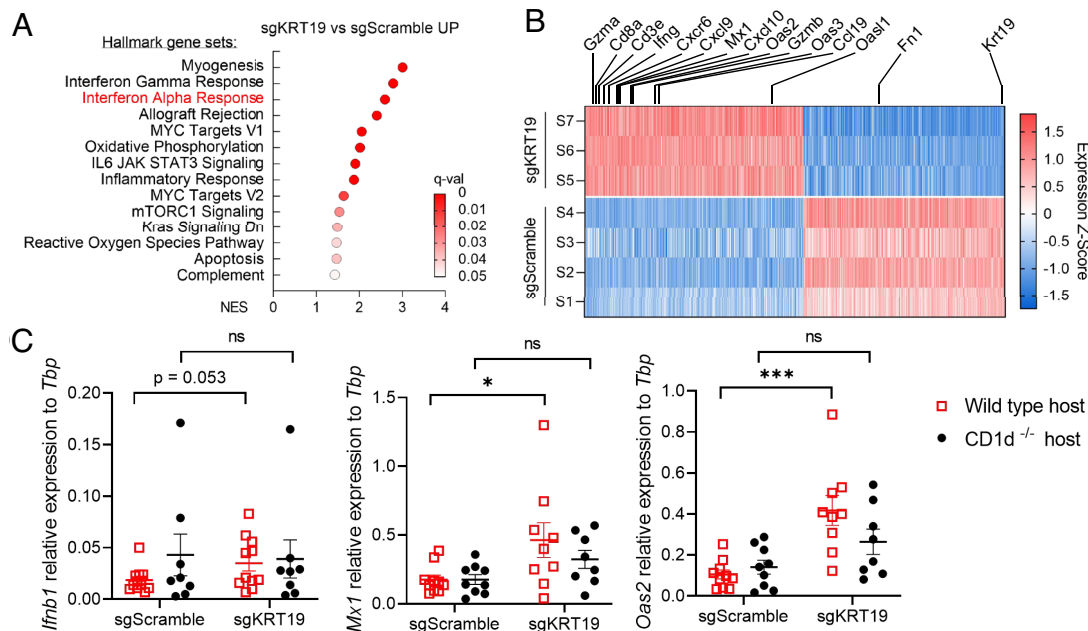 A
sgKRT19 vs sgScramble UP
Hallmark gene sets:
Myogenesis
Interferon Gamma Response
Interferon Alpha Response
Allograft Rejection
MYC Targets V1
Oxidative Phosphorylation
IL6 JAK STAT3 Signaling
Inflammatory Response
MYC Targets V2
mTORC1 Signaling
Kras Signaling Dn
Reactive Oxygen Species Pathway
Apoptosis
Complement
NES
0 1 2 3 4
q-val
0
0.01
0.02
0.03
0.04
0.05
B
Gzma
Cd8a
Cd3e
Ifng
Cxcr6
Cxcl9
Mx1
Cxcl10
Oas2
Gzmb
Oas3
Ccl19
Oasl1
Fn1
Krt19
sgKRT19
S7
S6
S5
sgScramble
S4
S3
S2
S1
1.5
1.0
0.5
0
-0.5
-1.0
-1.5
Expression Z-Score
C
Ifnb1 relative expression to Tbp
0.20
0.15
0.10
0.05
0.00
ns
p = 0.053
sgScramble sgKRT19
Mx1 relative expression to Tbp
1.5
1.0
0.5
0.0
ns
*
sgScramble sgKRT19
Oas2 relative expression to Tbp
1.0
0.8
0.6
0.4
0.2
0.0
ns
***
sgScramble sgKRT19
Wild type host
CD1d -/- host